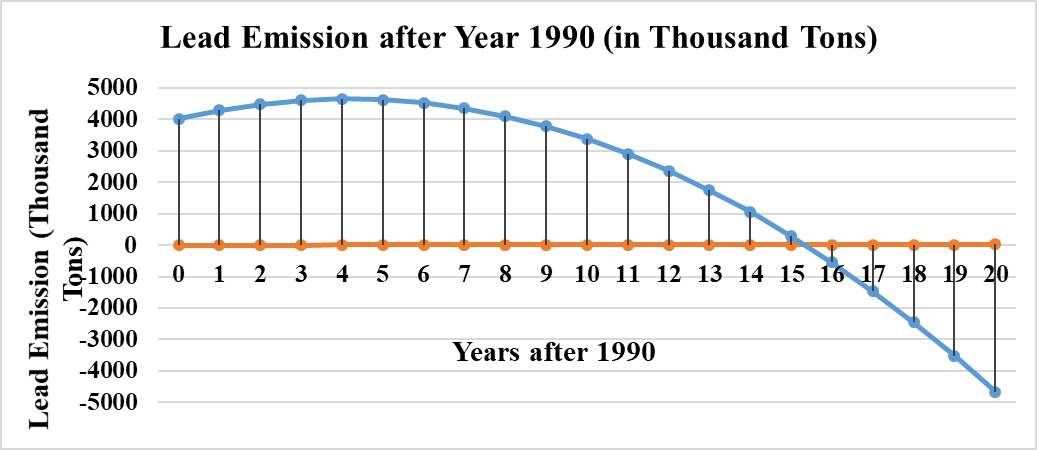 Lead Emission after Year 1990 (in Thousand Tons)
Lead Emission (Thousand
Tons)
5000
4000
3000
2000
1000
0
-1000
-2000
-3000
-4000
-5000
0 1 2 3 4 5 6 7 8 9 10 11 12 13 14 15 16 17 18 19 20
Years after 1990